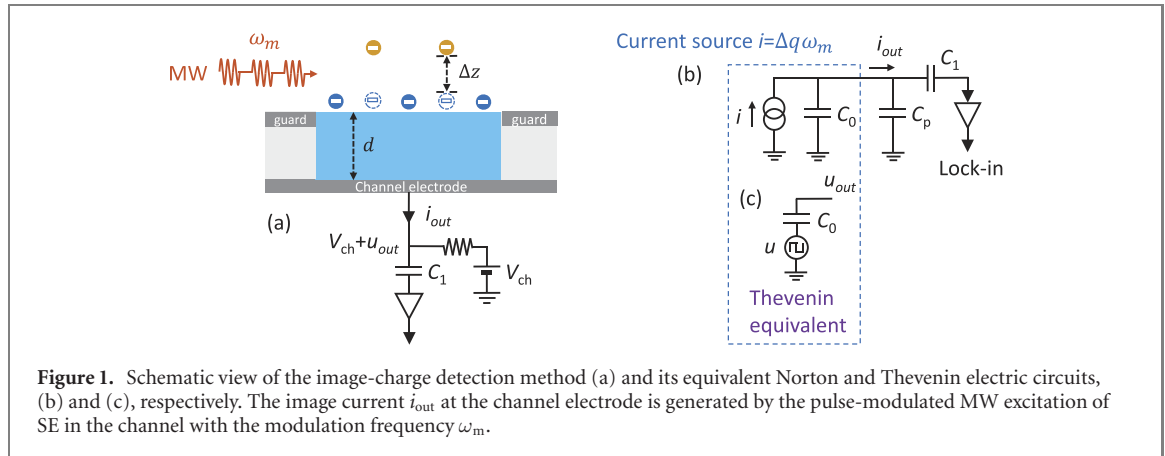 ω_m
MW
Δz
guard
guard
d
Channel electrode
(a)
i_out
V_ch+u_out
C_1
V_ch
Current source i=Δqω_m
(b)
i_out
C_1
i
C_0
C_p
Lock-in
(c)
u_out
C_0
u
Thevenin
equivalent
Figure 1. Schematic view of the image-charge detection method (a) and its equivalent Norton and Thevenin electric circuits,
(b) and (c), respectively. The image current i_out at the channel electrode is generated by the pulse-modulated MW excitation of
SE in the channel with the modulation frequency ω_m.